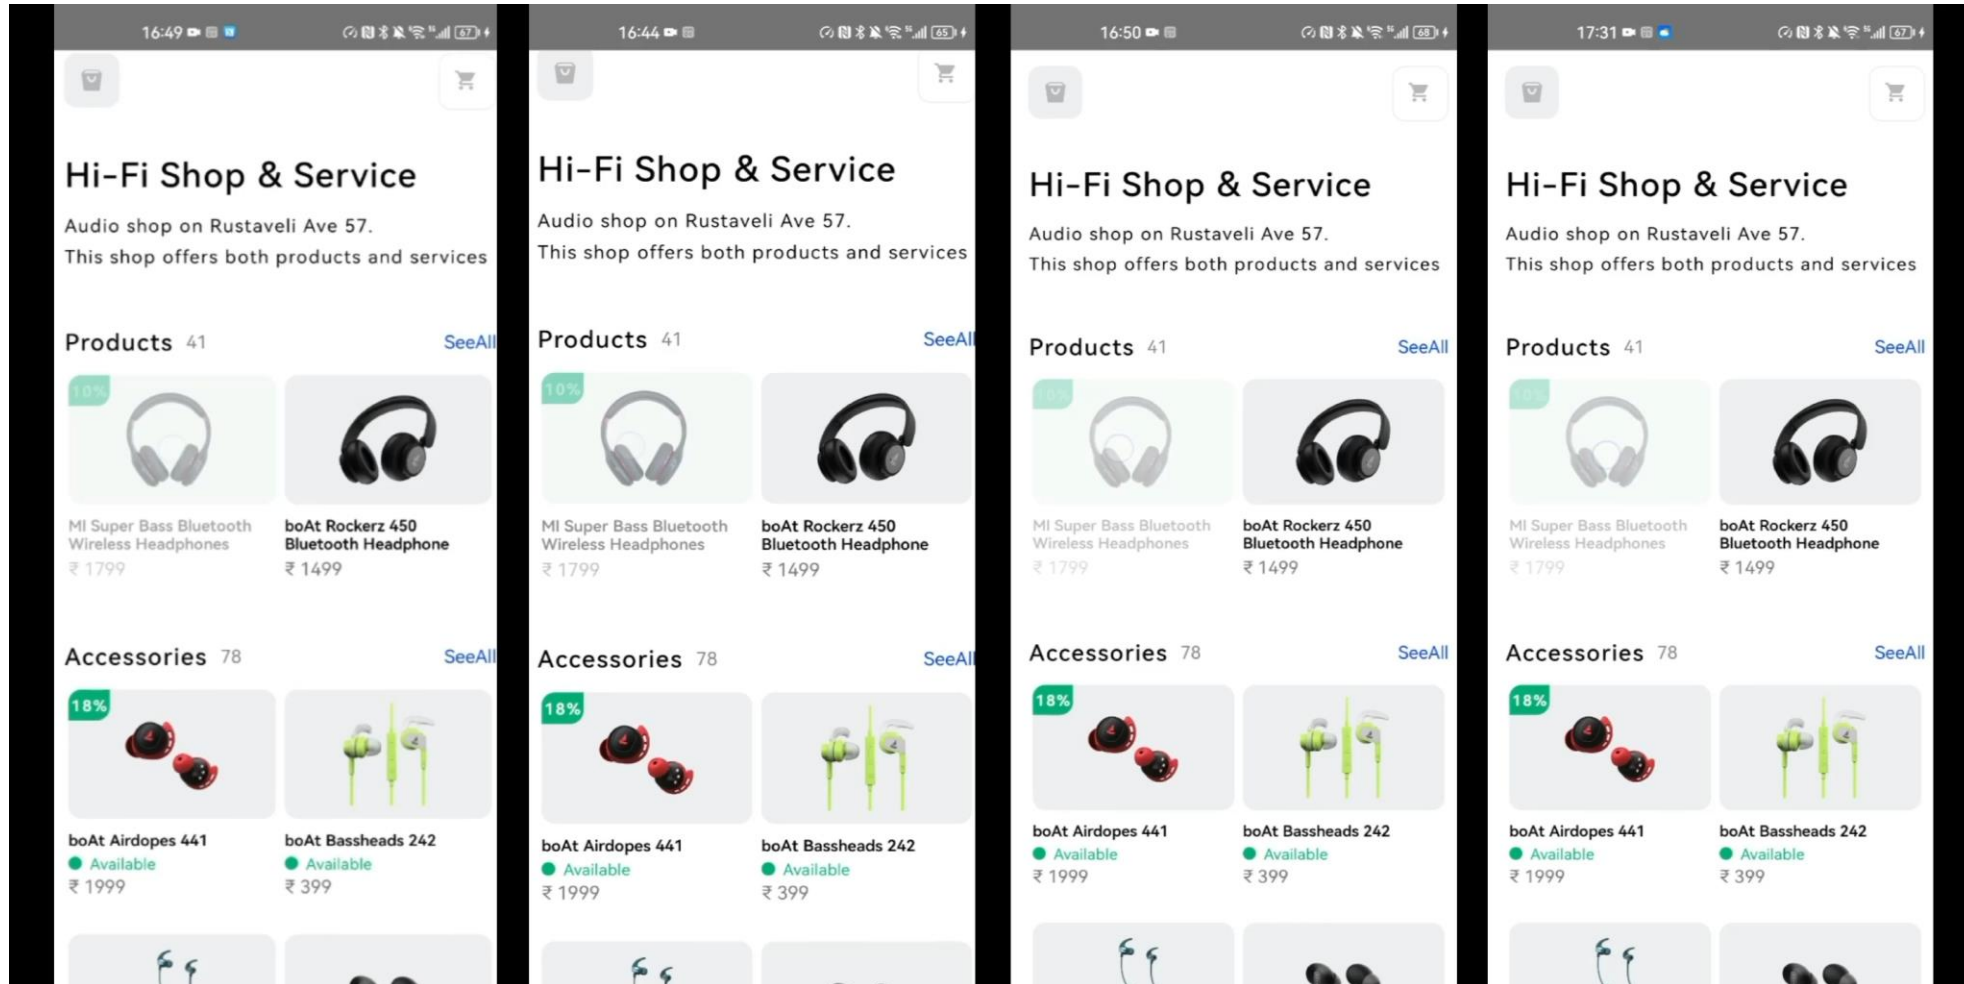 16:49
67
Hi-Fi Shop & Service
Audio shop on Rustaveli Ave 57.
This shop offers both products and services
Products 41 SeeAll
10%
MI Super Bass Bluetooth
Wireless Headphones
₹ 1799
boAt Rockerz 450
Bluetooth Headphone
₹ 1499
Accessories 78 SeeAll
18%
boAt Airdopes 441
Available
₹ 1999
boAt Bassheads 242
Available
₹ 399
16:44
65
Hi-Fi Shop & Service
Audio shop on Rustaveli Ave 57.
This shop offers both products and services
Products 41 SeeAll
10%
MI Super Bass Bluetooth
Wireless Headphones
₹ 1799
boAt Rockerz 450
Bluetooth Headphone
₹ 1499
Accessories 78 SeeAll
18%
boAt Airdopes 441
Available
₹ 1999
boAt Bassheads 242
Available
₹ 399
16:50
68
Hi-Fi Shop & Service
Audio shop on Rustaveli Ave 57.
This shop offers both products and services
Products 41 SeeAll
10%
MI Super Bass Bluetooth
Wireless Headphones
₹ 1799
boAt Rockerz 450
Bluetooth Headphone
₹ 1499
Accessories 78 SeeAll
18%
boAt Airdopes 441
Available
₹ 1999
boAt Bassheads 242
Available
₹ 399
17:31
67
Hi-Fi Shop & Service
Audio shop on Rustaveli Ave 57.
This shop offers both products and services
Products 41 SeeAll
10%
MI Super Bass Bluetooth
Wireless Headphones
₹ 1799
boAt Rockerz 450
Bluetooth Headphone
₹ 1499
Accessories 78 SeeAll
18%
boAt Airdopes 441
Available
₹ 1999
boAt Bassheads 242
Available
₹ 399